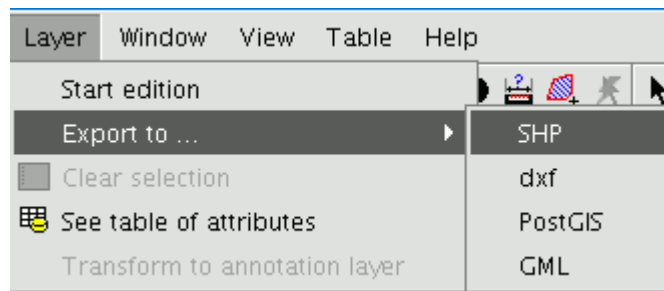 Layer Window View Table Help
Start edition
Export to ...
SHP
Clear selection
dxf
See table of attributes
PostGIS
Transform to annotation layer
GML